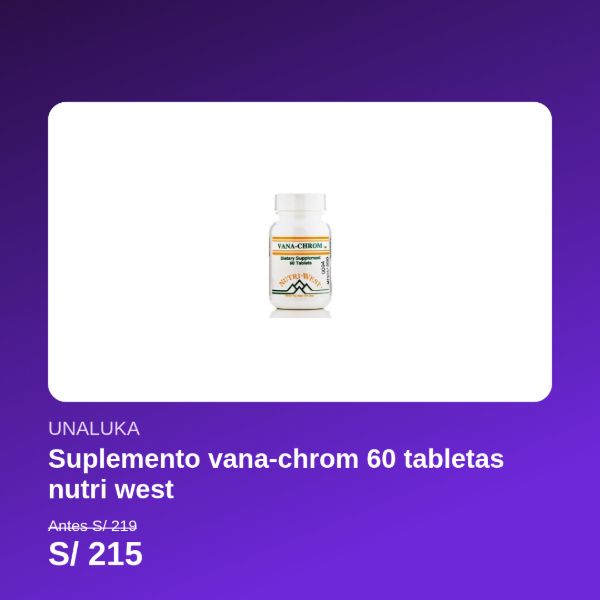 VANA-CHROM
Dietary Supplement
60 Tablets
NUTRI-WEST
UNALUKA
Suplemento vana-chrom 60 tabletas
nutri west
Antes S/ 219
S/ 215